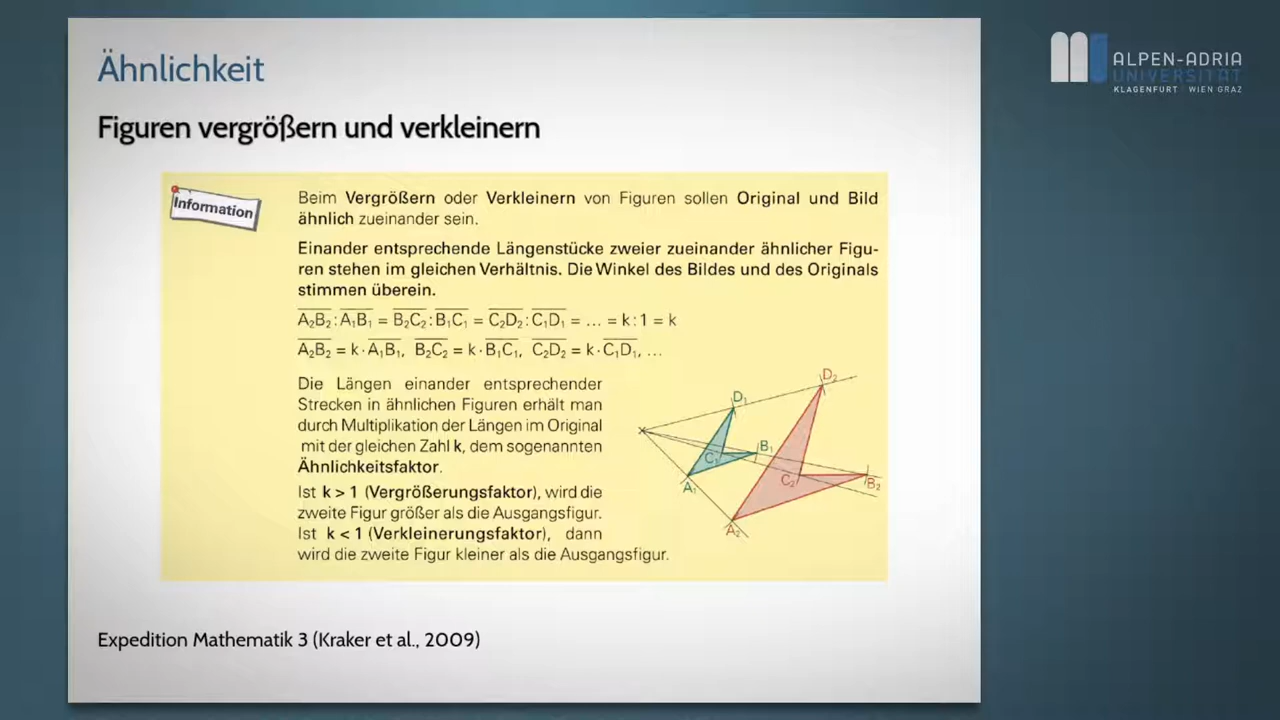 Ähnlichkeit
ALPEN-ADRIA
UNIVERSITÄT
KLAGENFURT | WIEN GRAZ
Figuren vergrößern und verkleinern
Information
Beim Vergrößern oder Verkleinern von Figuren sollen Original und Bild
ähnlich zueinander sein.
Einander entsprechende Längenstücke zweier zueinander ähnlicher Figu-
ren stehen im gleichen Verhältnis. Die Winkel des Bildes und des Originals
stimmen überein.
A₂B₂ : A₁B₁ = B₂C₂ : B₁C₁ = C₂D₂ : C₁D₁ = ... = k : 1 = k
A₂B₂ = k · A₁B₁, B₂C₂ = k · B₁C₁, C₂D₂ = k · C₁D₁, ...
Die Längen einander entsprechender
Strecken in ähnlichen Figuren erhält man
durch Multiplikation der Längen im Original
mit der gleichen Zahl k, dem sogenannten
Ähnlichkeitsfaktor.
Ist k > 1 (Vergrößerungsfaktor), wird die
zweite Figur größer als die Ausgangsfigur.
Ist k < 1 (Verkleinerungsfaktor), dann
wird die zweite Figur kleiner als die Ausgangsfigur.
D₂
D₁
B₁
C₁
A₁
C₂
B₂
A₂
Expedition Mathematik 3 (Kraker et al., 2009)